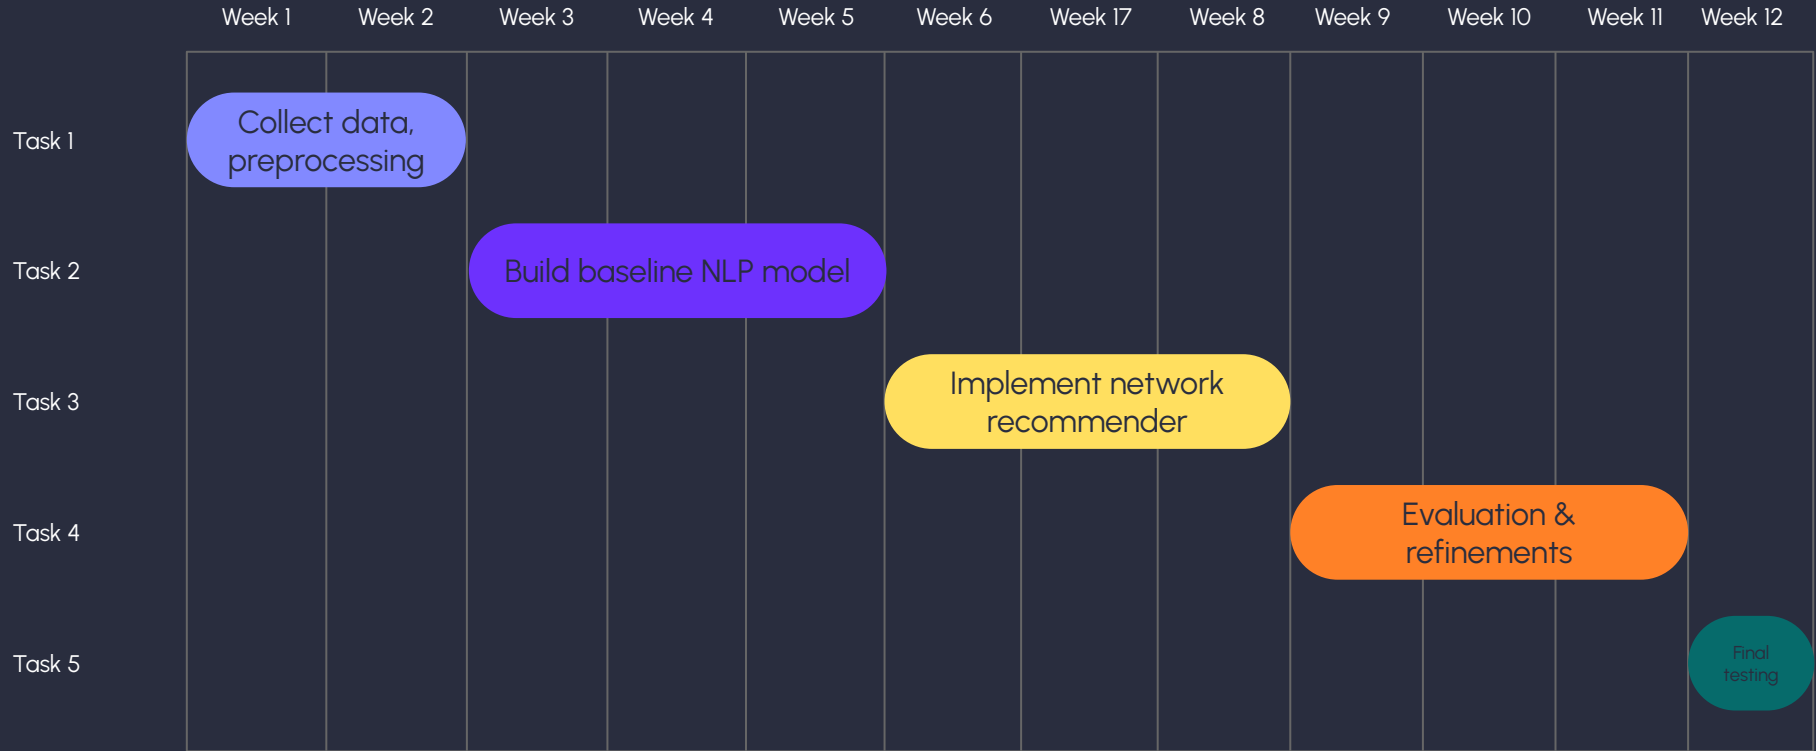 Week 1 Week 2 Week 3 Week 4 Week 5 Week 6 Week 17 Week 8 Week 9 Week 10 Week 11 Week 12
Task 1
Collect data,
preprocessing
Task 2
Build baseline NLP model
Task 3
Implement network
recommender
Task 4
Evaluation &
refinements
Task 5
Final
testing